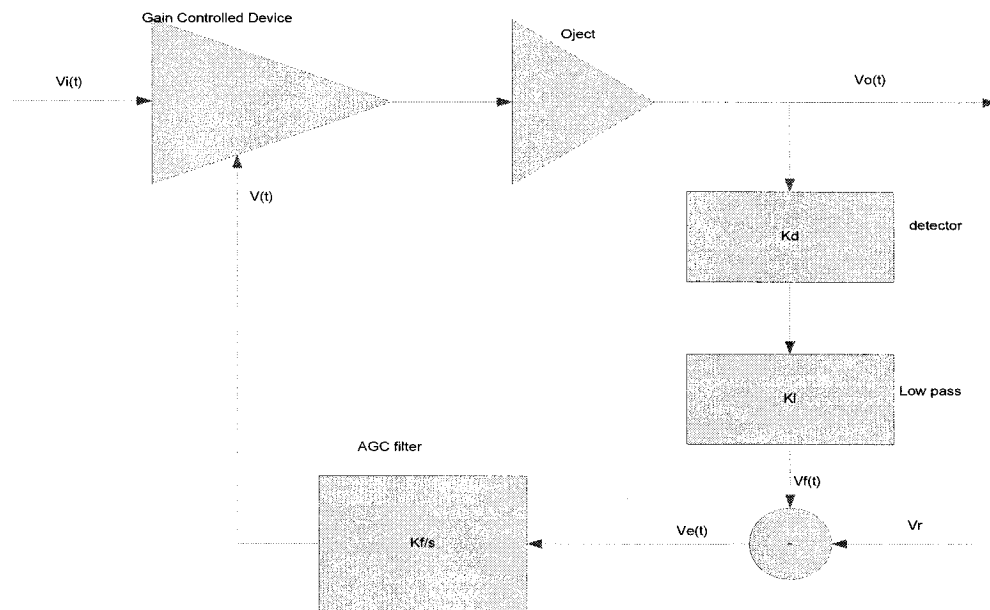 Gain Controlled Device
Oject
Vi(t)
Vo(t)
V(t)
Kd
detector
Kl
Low pass
AGC filter
Vf(t)
Kf/s
Ve(t)
Vr
-